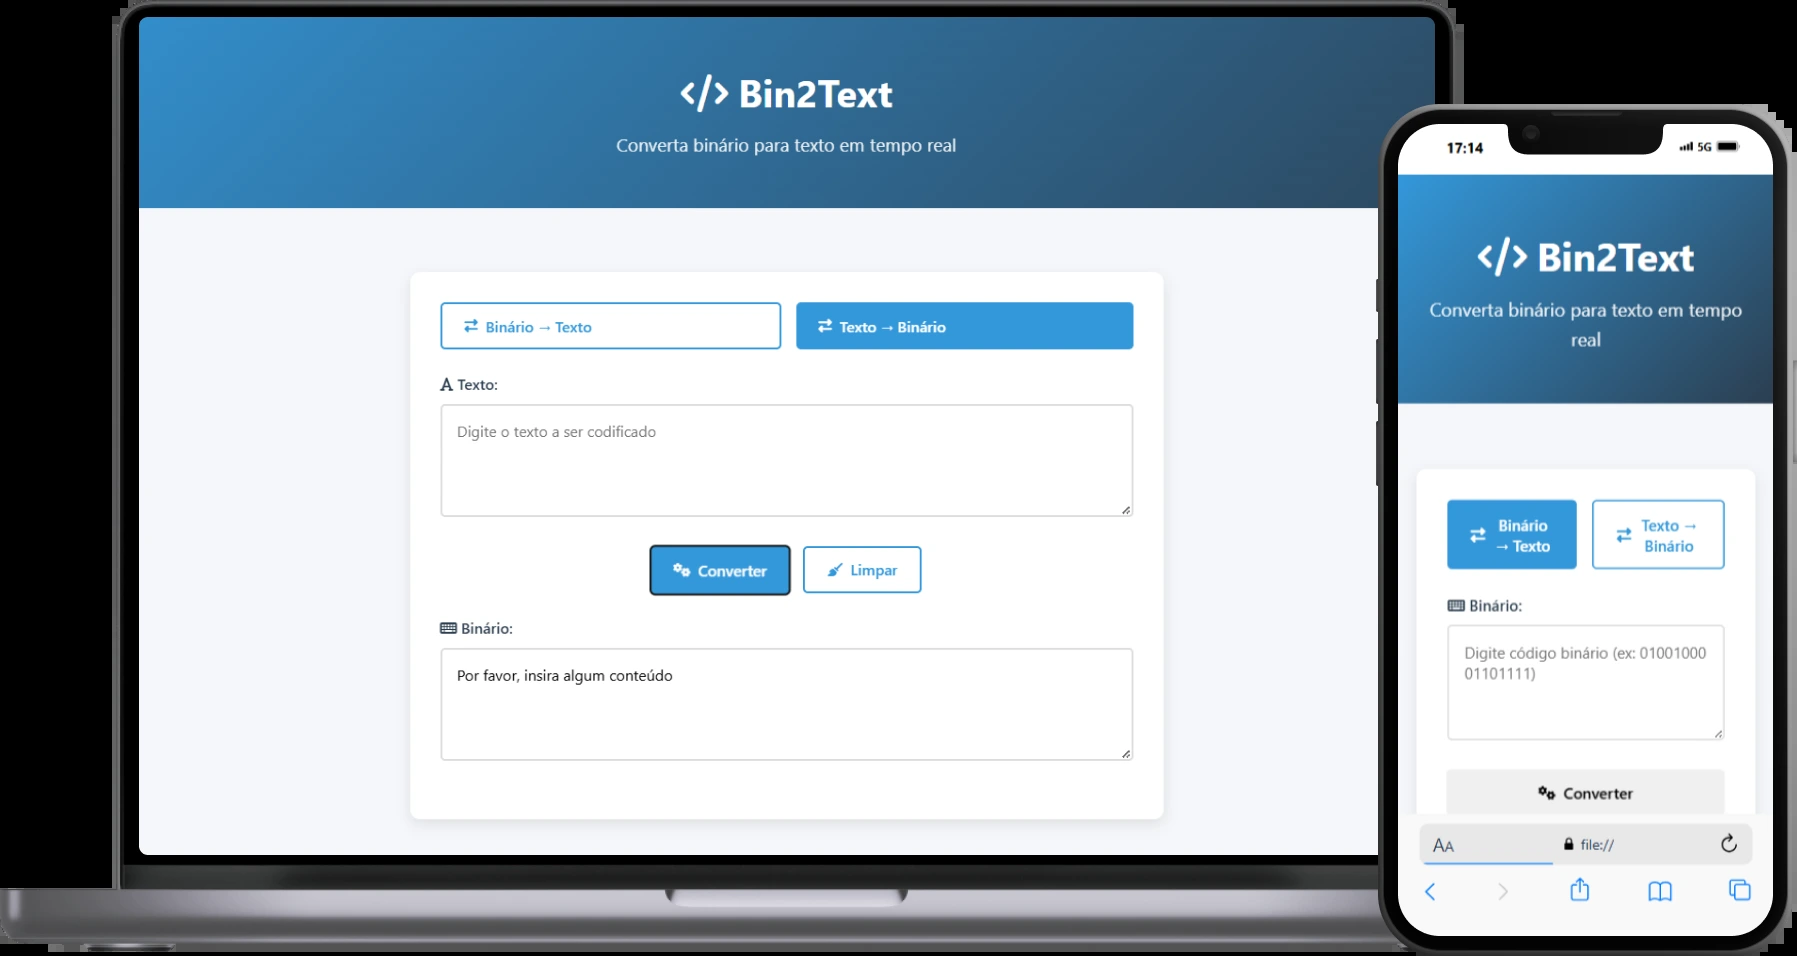 </> Bin2Text
Converta binário para texto em tempo real
Binário → Texto
Texto → Binário
A Texto:
Digite o texto a ser codificado
Converter
Limpar
Binário:
Por favor, insira algum conteúdo
17:14
5G
</> Bin2Text
Converta binário para texto em tempo
real
Binário
→ Texto
Texto →
Binário
Binário:
Digite código binário (ex: 01001000
01101111)
Converter
AA
file://